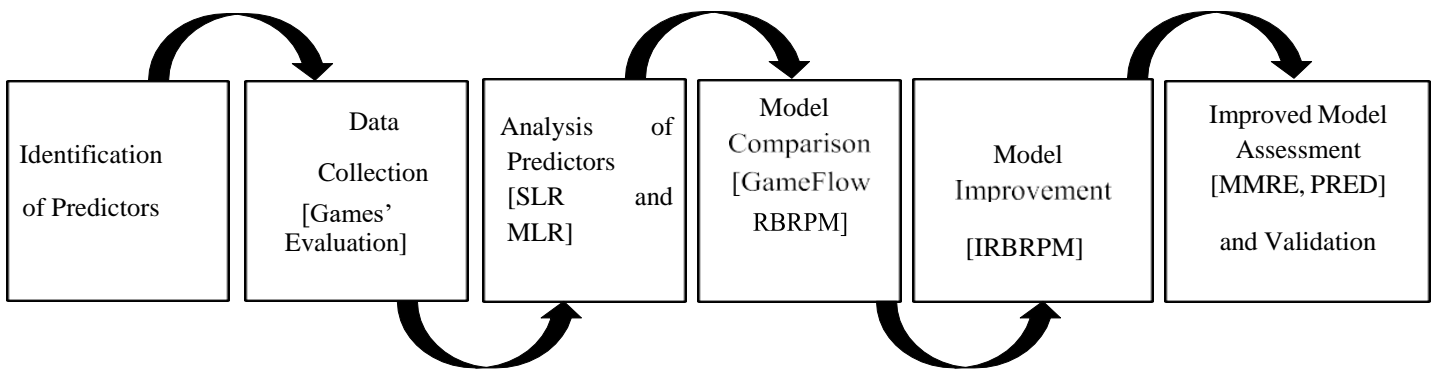 Identification
of Predictors
Data
Collection
[Games’
Evaluation]
Analysis of
Predictors
[SLR and
MLR]
Model
Comparison
[GameFlow
RBRPM]
Model
Improvement
[IRBRPM]
Improved Model
Assessment
[MMRE, PRED]
and Validation